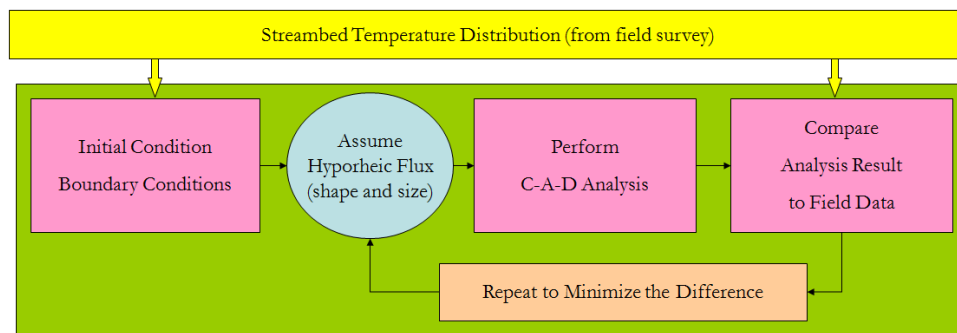 Streambed Temperature Distribution (from field survey)
Initial Condition
Boundary Conditions
Assume
Hyporheic Flux
(shape and size)
Perform
C-A-D Analysis
Compare
Analysis Result
to Field Data
Repeat to Minimize the Difference